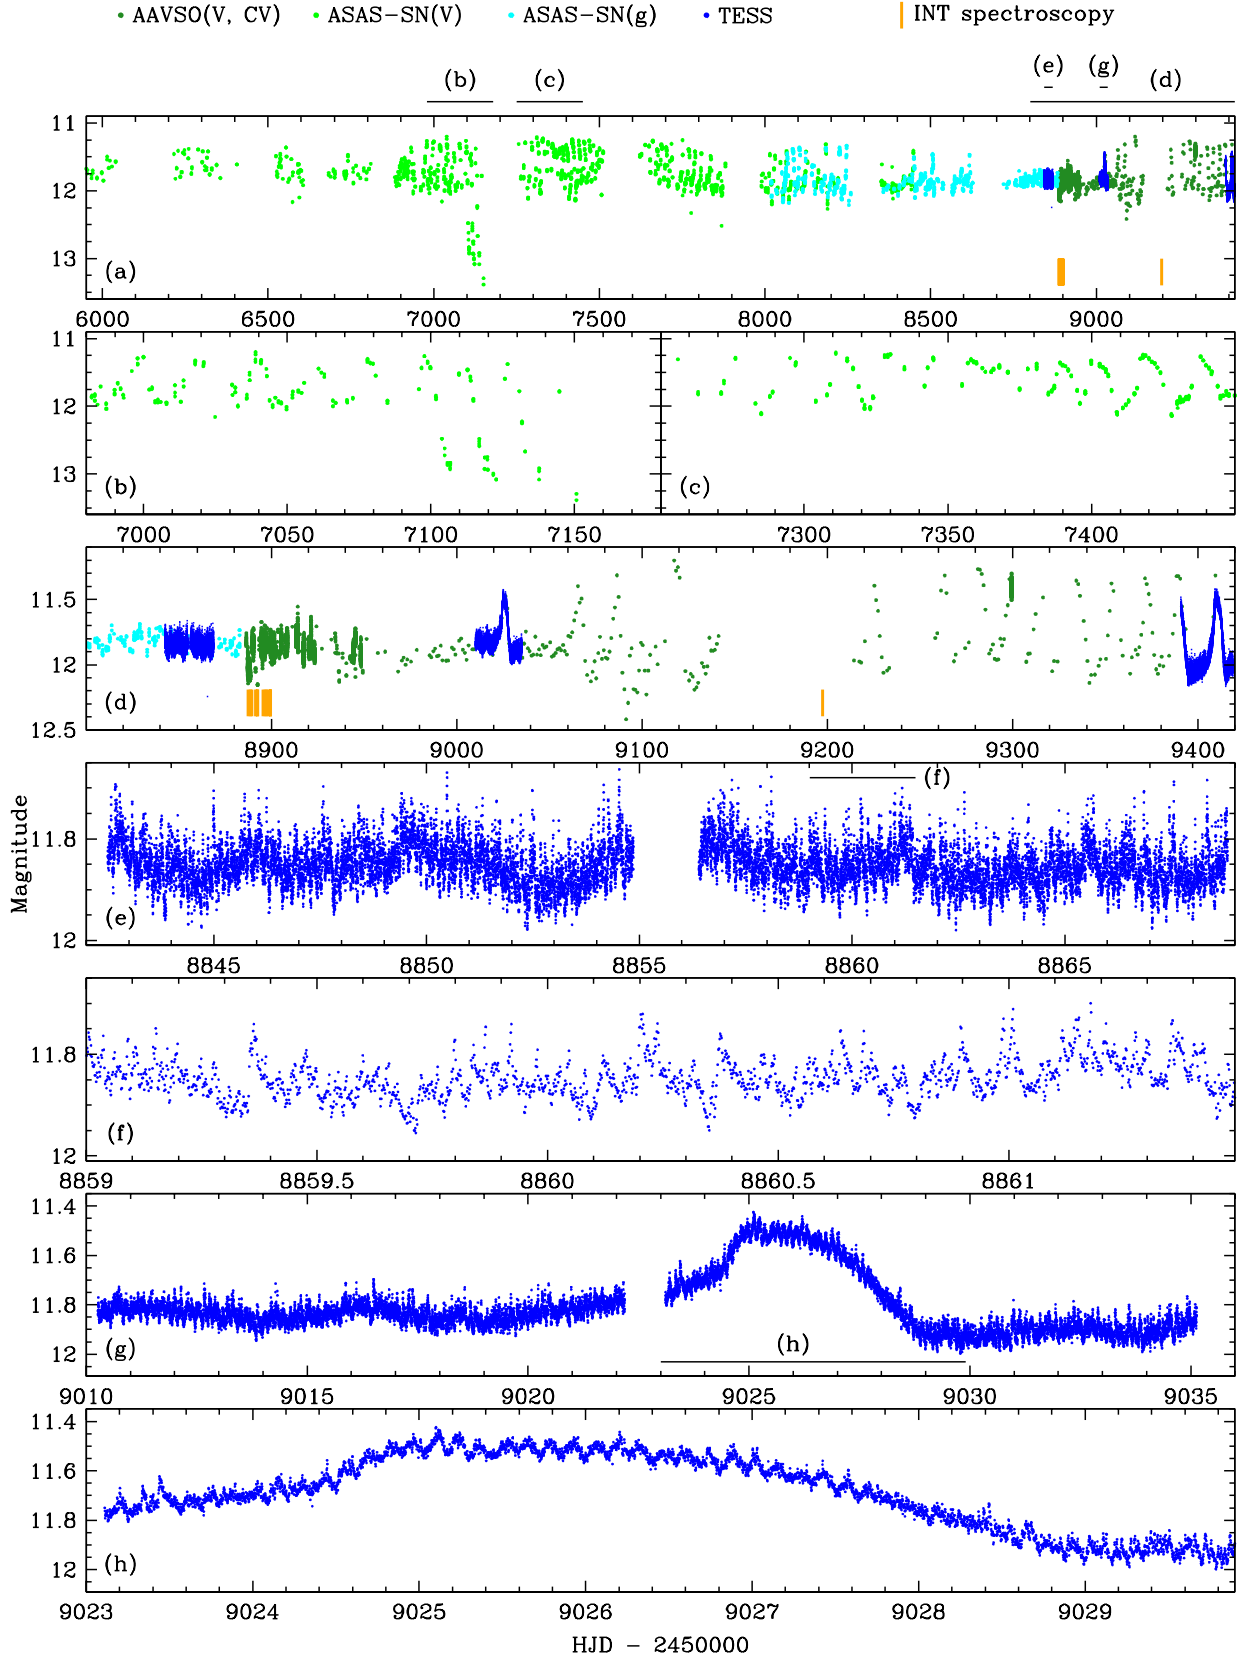 AAVSO(V, CV) ASAS-SN(V) ASAS-SN(g) TESS INT spectroscopy
(b) (c) (e) (g) (d)
11
12
13
(a)
6000 6500 7000 7500 8000 8500 9000
11
12
13
(b) (c)
7000 7050 7100 7150 7300 7350 7400
11.5
12
12.5
(d)
8900 9000 9100 9200 9300 9400
Magnitude
(f)
11.8
12
(e)
8845 8850 8855 8860 8865
11.8
12
(f)
8859 8859.5 8860 8860.5 8861
11.4
11.6
11.8
12
(g) (h)
9010 9015 9020 9025 9030 9035
11.4
11.6
11.8
12
(h)
9023 9024 9025 9026 9027 9028 9029
HJD - 2450000